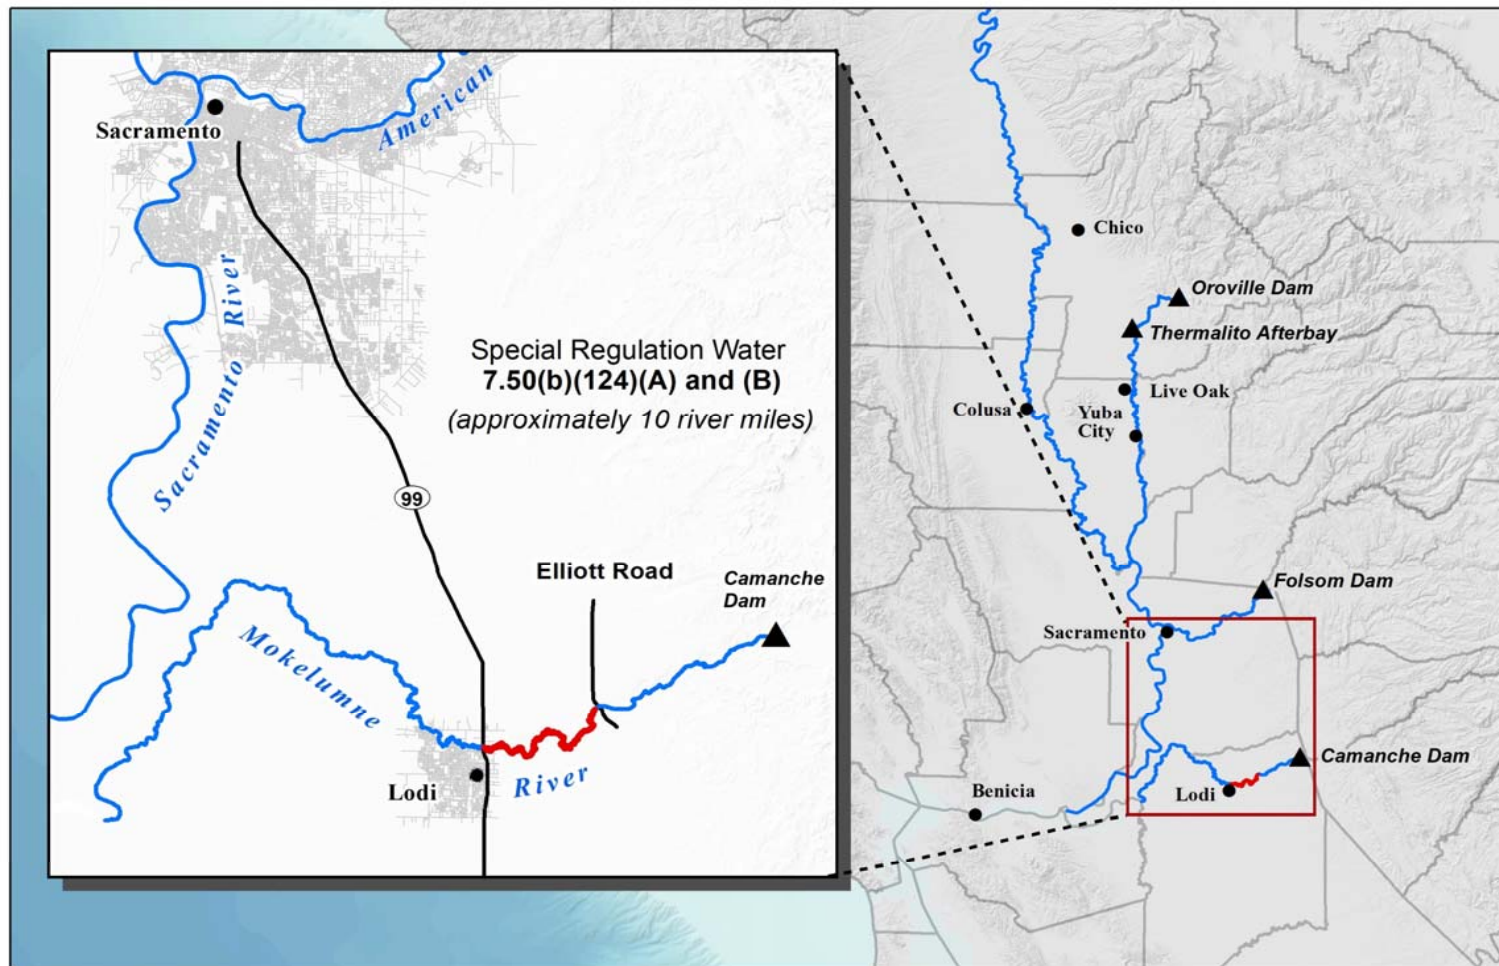 Sacramento
American
Sacramento River
Special Regulation Water
7.50(b)(124)(A) and (B)
(approximately 10 river miles)
99
Elliott Road
Camanche
Dam
Mokelumne
River
Lodi
Chico
Oroville Dam
Thermalito Afterbay
Live Oak
Colusa
Yuba
City
Folsom Dam
Sacramento
Camanche Dam
Benicia
Lodi